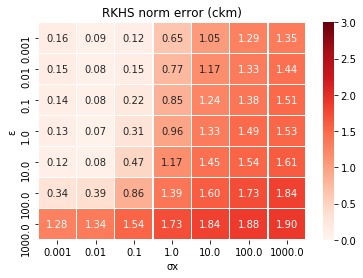 RKHS norm error (ckm)
0.001 0.16 0.09 0.12 0.65 1.05 1.29 1.35
0.01 0.15 0.08 0.15 0.77 1.17 1.33 1.44
0.1 0.14 0.08 0.22 0.85 1.24 1.38 1.51
1.0 0.13 0.07 0.31 0.96 1.33 1.49 1.53
10.0 0.12 0.08 0.47 1.17 1.45 1.54 1.61
100.0 0.34 0.39 0.86 1.39 1.60 1.73 1.84
1000.0 1.28 1.34 1.54 1.73 1.84 1.88 1.90
0.001 0.01 0.1 1.0 10.0 100.0 1000.0
σx
ε
3.0
2.5
2.0
1.5
1.0
0.5
0.0